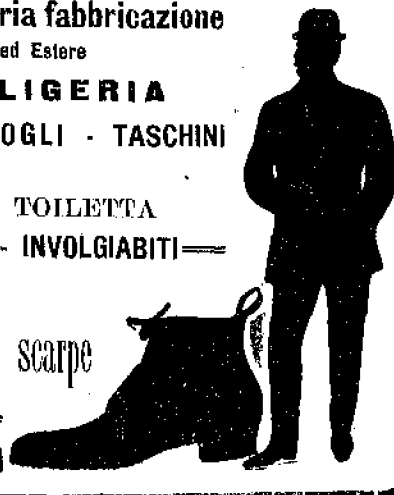 ria fabbricazione
ed Estere
LIGERIA
OGLI - TASCHINI
TOILETTA
- INVOLGIABITI
scarpe